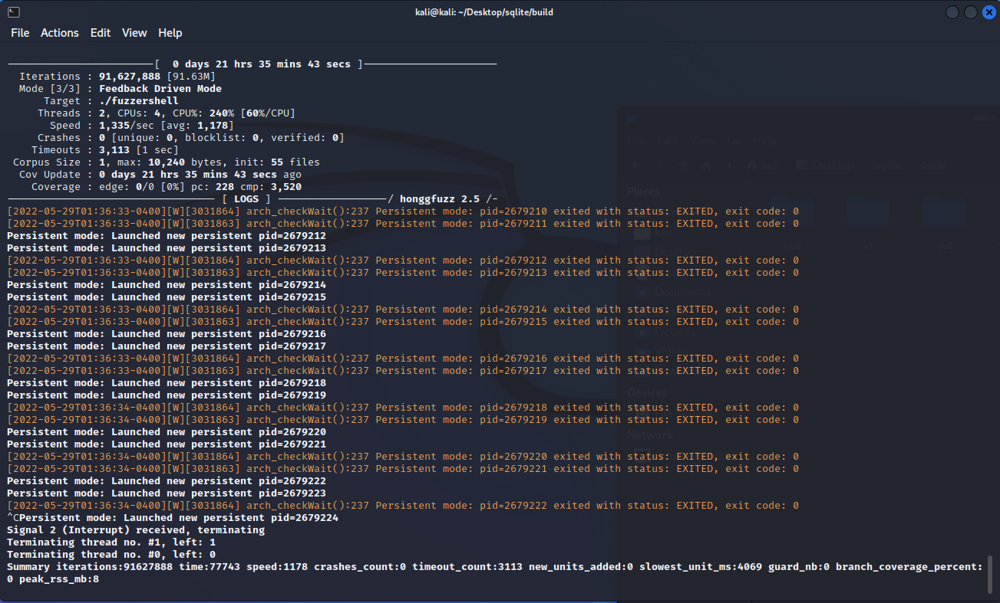 kali@kali: ~/Desktop/sqlite/build
File Actions Edit View Help
------------------------[ 0 days 21 hrs 35 mins 43 secs ]----------------------
Iterations : 91,627,888 [91.63M]
Mode [3/3] : Feedback Driven Mode
Target : ./fuzzershell
Threads : 2, CPUs: 4, CPU%: 240% [60%/CPU]
Speed : 1,335/sec [avg: 1,178]
Crashes : 0 [unique: 0, blocklist: 0, verified: 0]
Timeouts : 3,113 [1 sec]
Corpus Size : 1, max: 10,240 bytes, init: 55 files
Cov Update : 0 days 21 hrs 35 mins 43 secs ago
Coverage : edge: 0/0 [0%] pc: 228 cmp: 3,520
---------------------------------- [ LOGS ] ------------------/ honggfuzz 2.5 /-
[2022-05-29T01:36:33-0400][W][3031864] arch_checkWait():237 Persistent mode: pid=2679210 exited with status: EXITED, exit code: 0
[2022-05-29T01:36:33-0400][W][3031863] arch_checkWait():237 Persistent mode: pid=2679211 exited with status: EXITED, exit code: 0
Persistent mode: Launched new persistent pid=2679212
Persistent mode: Launched new persistent pid=2679213
[2022-05-29T01:36:33-0400][W][3031864] arch_checkWait():237 Persistent mode: pid=2679212 exited with status: EXITED, exit code: 0
[2022-05-29T01:36:33-0400][W][3031863] arch_checkWait():237 Persistent mode: pid=2679213 exited with status: EXITED, exit code: 0
Persistent mode: Launched new persistent pid=2679214
Persistent mode: Launched new persistent pid=2679215
[2022-05-29T01:36:33-0400][W][3031864] arch_checkWait():237 Persistent mode: pid=2679214 exited with status: EXITED, exit code: 0
[2022-05-29T01:36:33-0400][W][3031863] arch_checkWait():237 Persistent mode: pid=2679215 exited with status: EXITED, exit code: 0
Persistent mode: Launched new persistent pid=2679216
Persistent mode: Launched new persistent pid=2679217
[2022-05-29T01:36:33-0400][W][3031864] arch_checkWait():237 Persistent mode: pid=2679216 exited with status: EXITED, exit code: 0
[2022-05-29T01:36:33-0400][W][3031863] arch_checkWait():237 Persistent mode: pid=2679217 exited with status: EXITED, exit code: 0
Persistent mode: Launched new persistent pid=2679218
Persistent mode: Launched new persistent pid=2679219
[2022-05-29T01:36:34-0400][W][3031864] arch_checkWait():237 Persistent mode: pid=2679218 exited with status: EXITED, exit code: 0
[2022-05-29T01:36:34-0400][W][3031863] arch_checkWait():237 Persistent mode: pid=2679219 exited with status: EXITED, exit code: 0
Persistent mode: Launched new persistent pid=2679220
Persistent mode: Launched new persistent pid=2679221
[2022-05-29T01:36:34-0400][W][3031864] arch_checkWait():237 Persistent mode: pid=2679220 exited with status: EXITED, exit code: 0
[2022-05-29T01:36:34-0400][W][3031863] arch_checkWait():237 Persistent mode: pid=2679221 exited with status: EXITED, exit code: 0
Persistent mode: Launched new persistent pid=2679222
Persistent mode: Launched new persistent pid=2679223
[2022-05-29T01:36:34-0400][W][3031864] arch_checkWait():237 Persistent mode: pid=2679222 exited with status: EXITED, exit code: 0
^CPersistent mode: Launched new persistent pid=2679224
Signal 2 (Interrupt) received, terminating
Terminating thread no. #1, left: 1
Terminating thread no. #0, left: 0
Summary iterations:91627888 time:77743 speed:1178 crashes_count:0 timeout_count:3113 new_units_added:0 slowest_unit_ms:4069 guard_nb:0 branch_coverage_percent:
0 peak_rss_mb:8
build
File Edit View Go Help
kali Desktop sqlite build
Places
Desktop
Documents
Pictures
Videos
Devices
Network
in
out